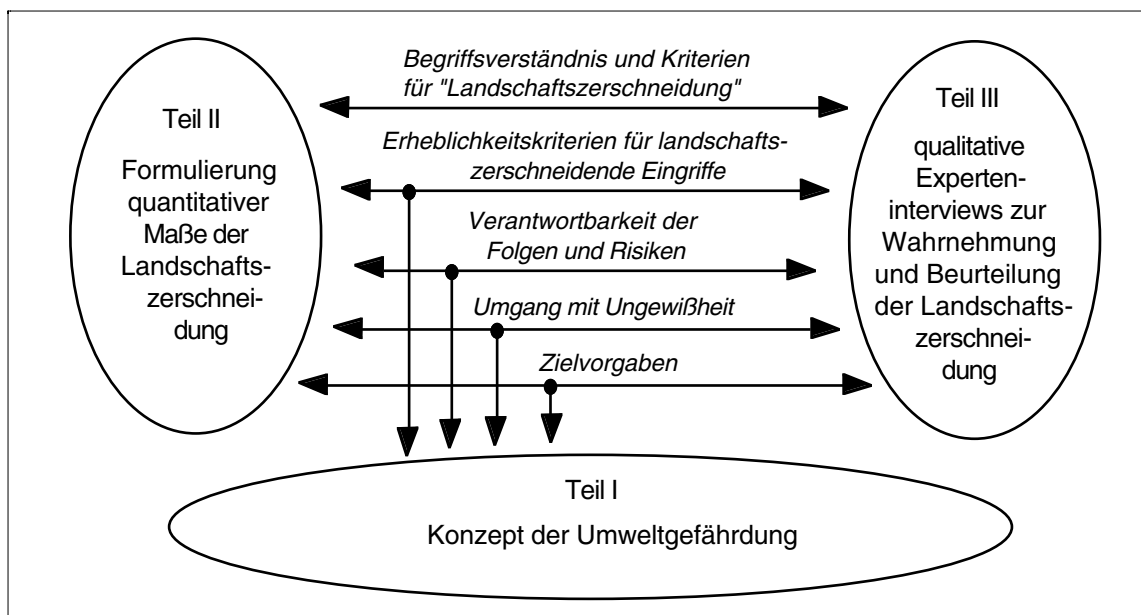 Teil II
Formulierung
quantitativer
Maße der
Landschafts-
zerschnei-
dung
Begriffsverständnis und Kriterien
für "Landschaftszerschneidung"
Erheblichkeitskriterien für landschafts-
zerschneidende Eingriffe
Verantwortbarkeit der
Folgen und Risiken
Umgang mit Ungewißheit
Zielvorgaben
Teil III
qualitative
Experten-
interviews zur
Wahrnehmung
und Beurteilung
der Landschafts-
zerschnei-
dung
Teil I
Konzept der Umweltgefährdung